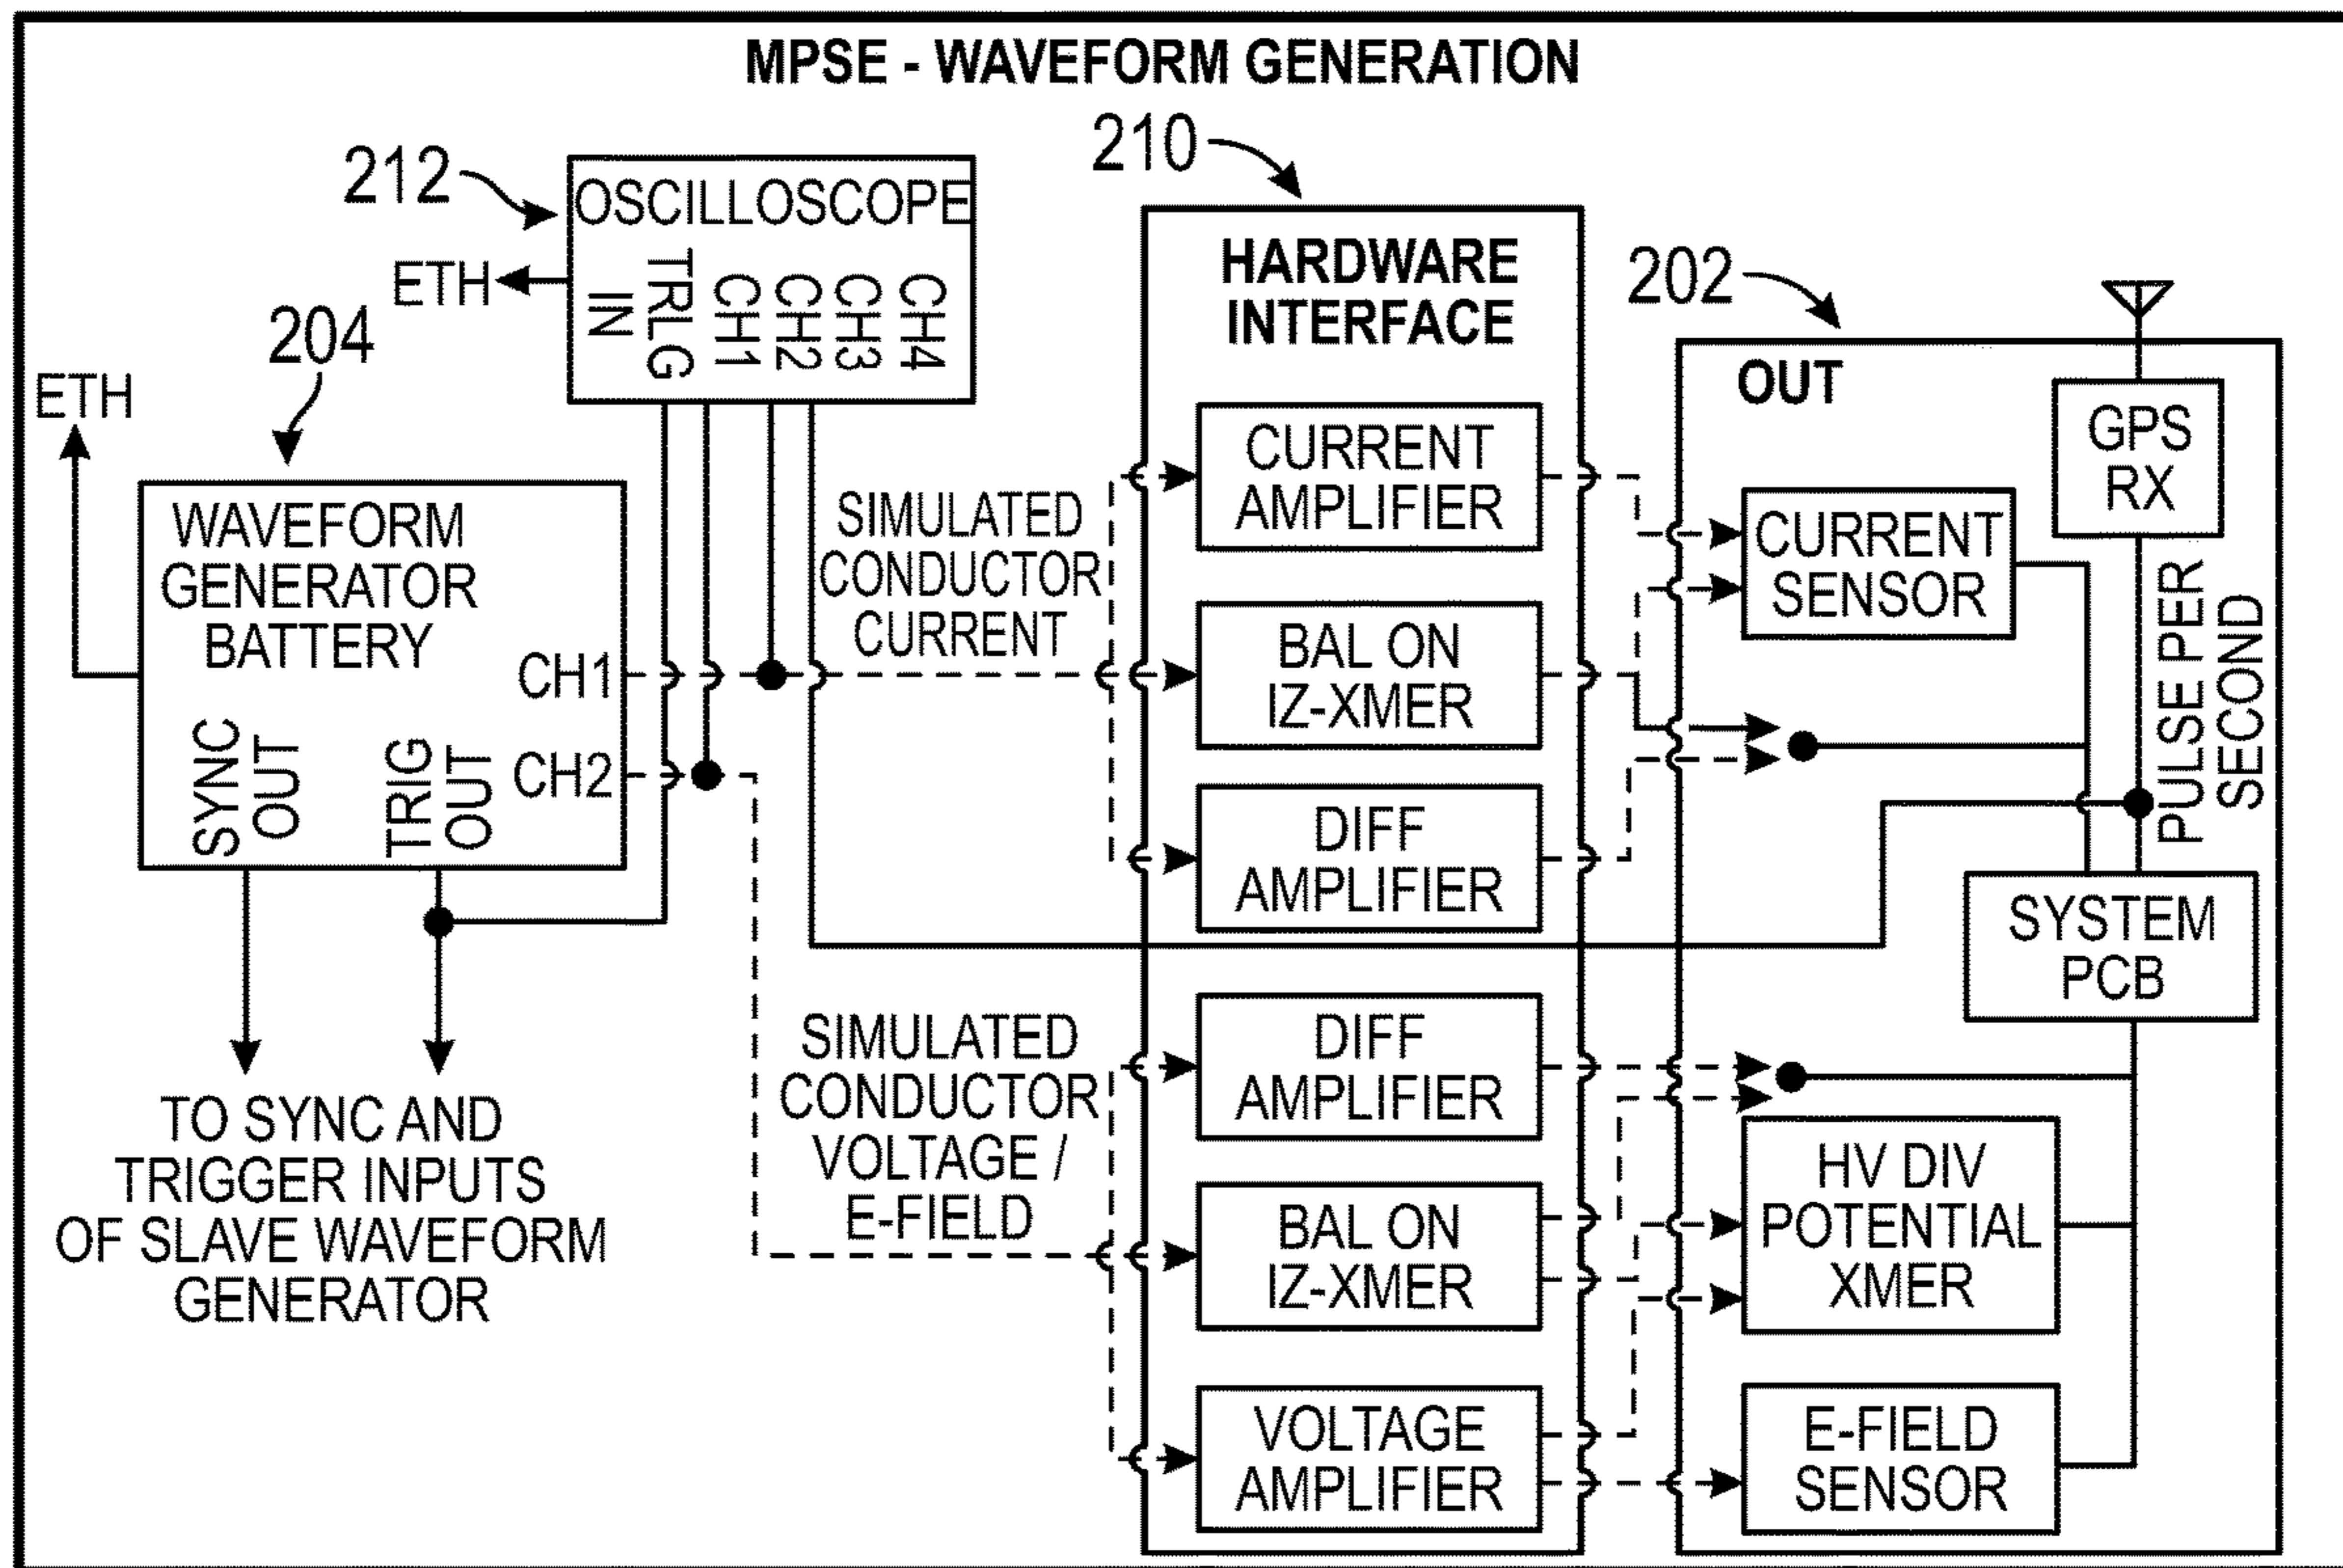 MPSE - WAVEFORM GENERATION
212
OSCILLOSCOPE
IN
TRLG
CH1
CH2
CH3
CH4
ETH
204
ETH
WAVEFORM
GENERATOR
BATTERY
CH1
CH2
SYNC
OUT
TRIG
OUT
TO SYNC AND
TRIGGER INPUTS
OF SLAVE WAVEFORM
GENERATOR
SIMULATED
CONDUCTOR
CURRENT
SIMULATED
CONDUCTOR
VOLTAGE /
E-FIELD
210
HARDWARE
INTERFACE
CURRENT
AMPLIFIER
BAL ON
IZ-XMER
DIFF
AMPLIFIER
DIFF
AMPLIFIER
BAL ON
IZ-XMER
VOLTAGE
AMPLIFIER
202
OUT
GPS
RX
CURRENT
SENSOR
PULSE PER
SECOND
SYSTEM
PCB
HV DIV
POTENTIAL
XMER
E-FIELD
SENSOR